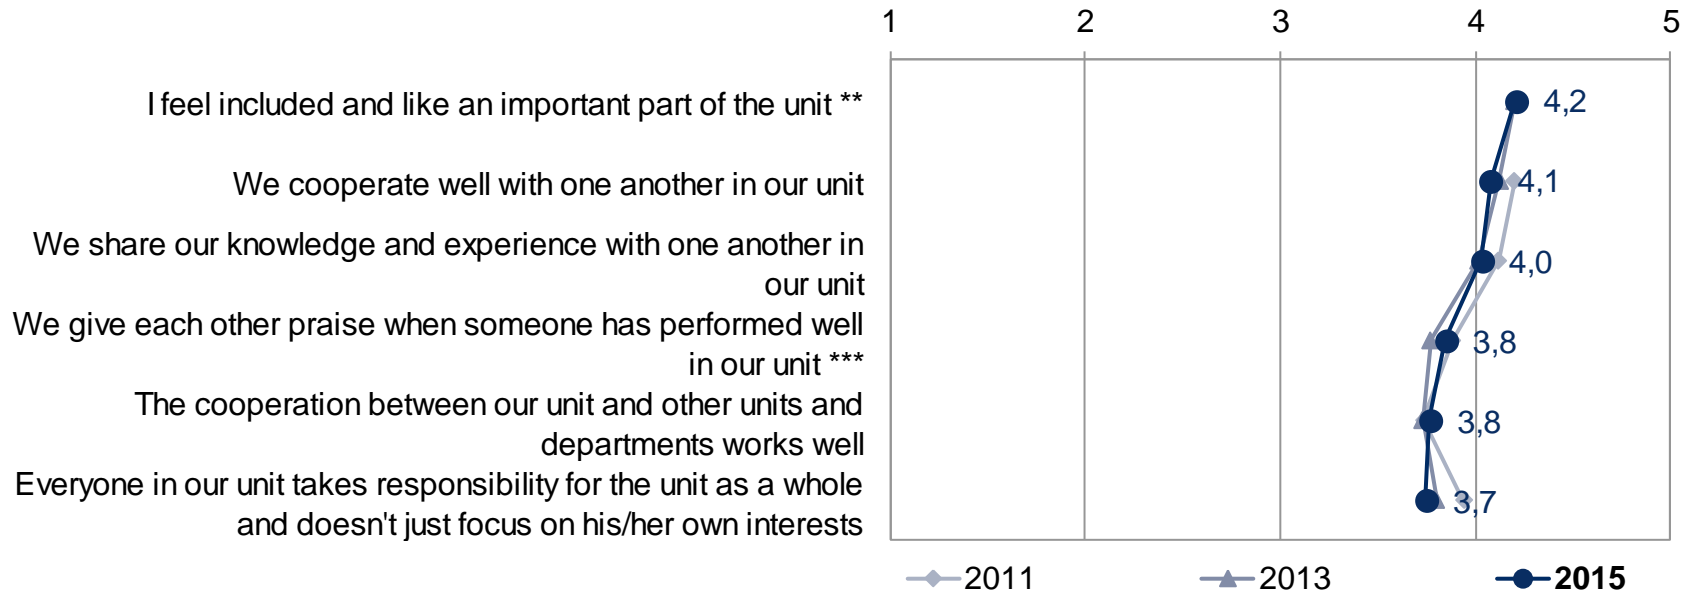 1 2 3 4 5
I feel included and like an important part of the unit ** 4,2
We cooperate well with one another in our unit 4,1
We share our knowledge and experience with one another in
our unit 4,0
We give each other praise when someone has performed well
in our unit *** 3,8
The cooperation between our unit and other units and
departments works well 3,8
Everyone in our unit takes responsibility for the unit as a whole
and doesn't just focus on his/her own interests 3,7
2011 2013 2015